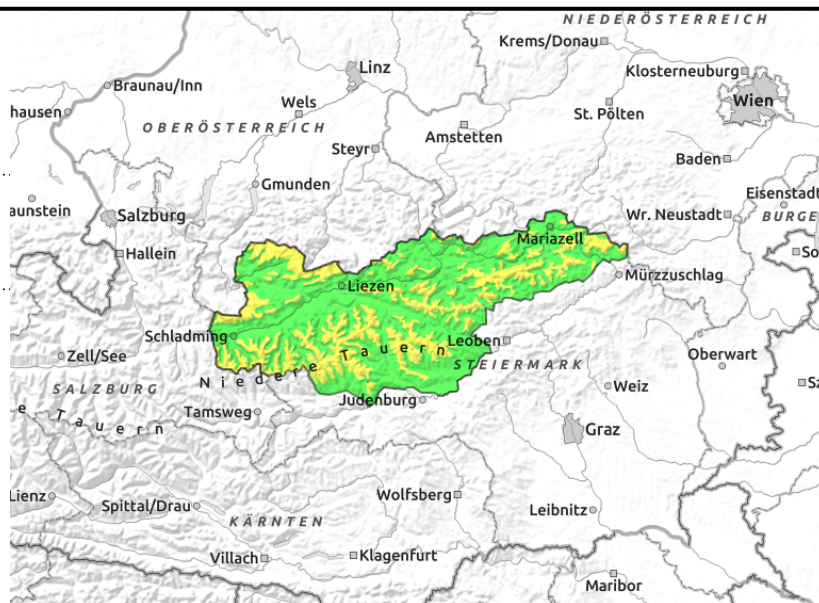 NIEDERÖSTERREICH
Krems/Donau
Linz
Klosterneuburg
Braunau/Inn
Wels
Wien
hausen
St. Pölten
OBERÖSTERREICH
Amstetten
Steyr
Baden
Gmunden
Eisenstadt
aunstein
Salzburg
Wr. Neustadt
BURGE
Mariazell
Hallein
So
Mürzzuschlag
Liezen
Schladming
Leoben
Zell/See
Niedere Tauern
STEIERMARK
Oberwart
SALZBURG
Weiz
Sz
Tamsweg
Judenburg
e Tauern
Graz
Lienz
Wolfsberg
Spittal/Drau
Leibnitz
KÄRNTEN
Villach
Klagenfurt
Maribor